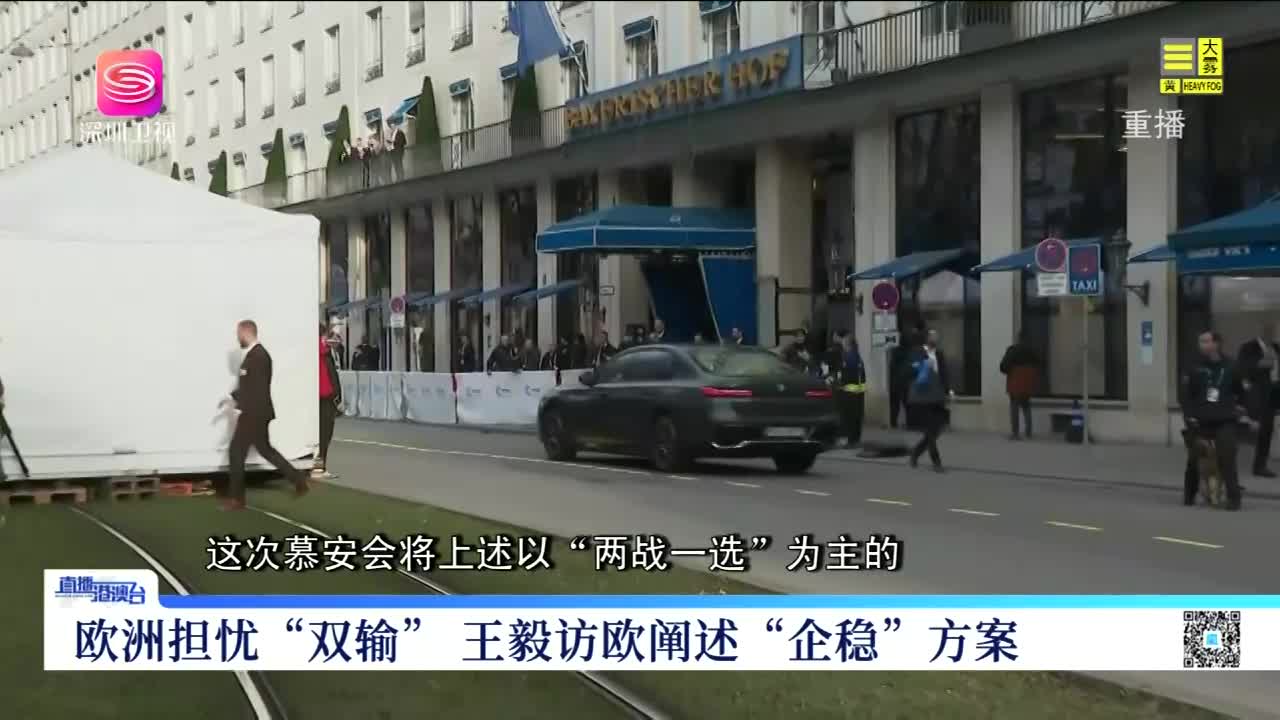 大雾
黄 HEAVY FOG
深圳卫视
重播
BAYERISCHER HOF
TAXI
这次慕安会将上述以“两战一选”为主的
直播港澳台
欧洲担忧“双输” 王毅访欧阐述“企稳”方案